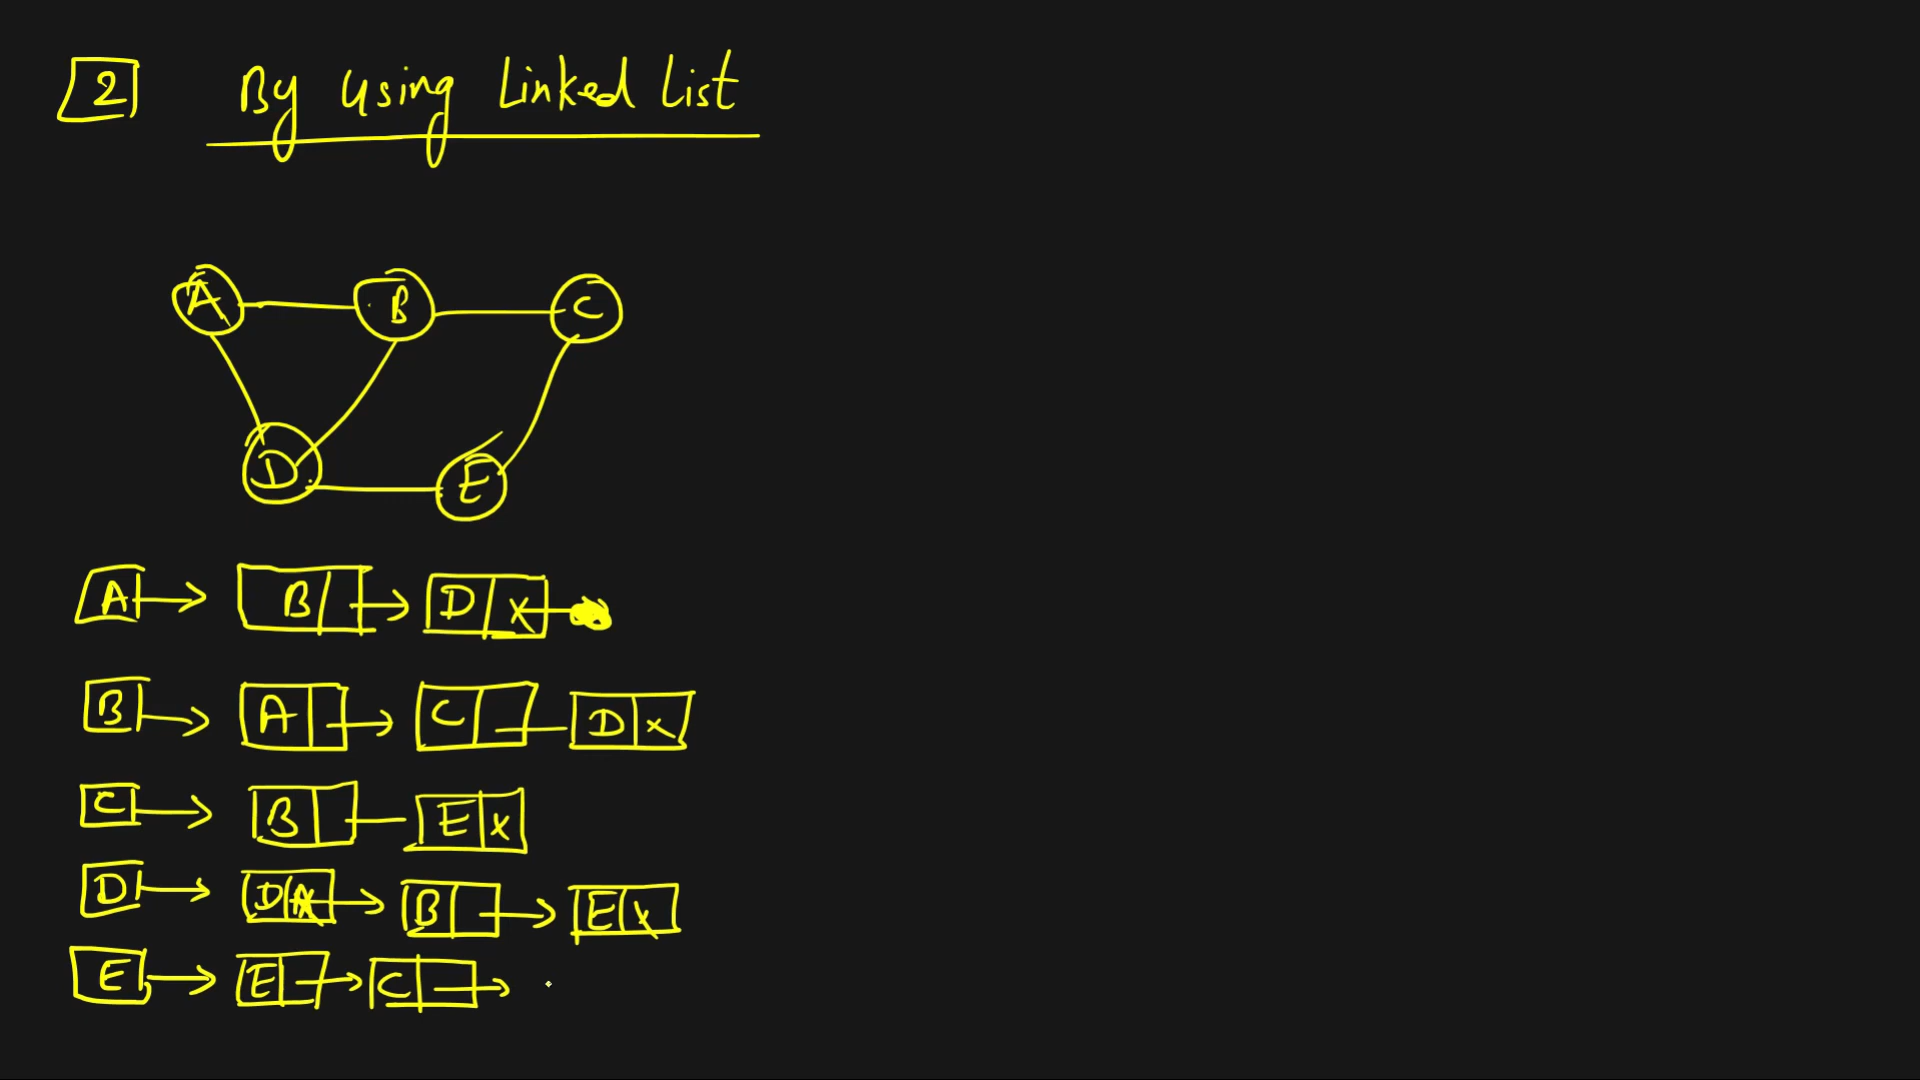 2 By Using Linked List
A B C
D E
A B D X
B A C D X
C B E X
D D A B E X
E E C